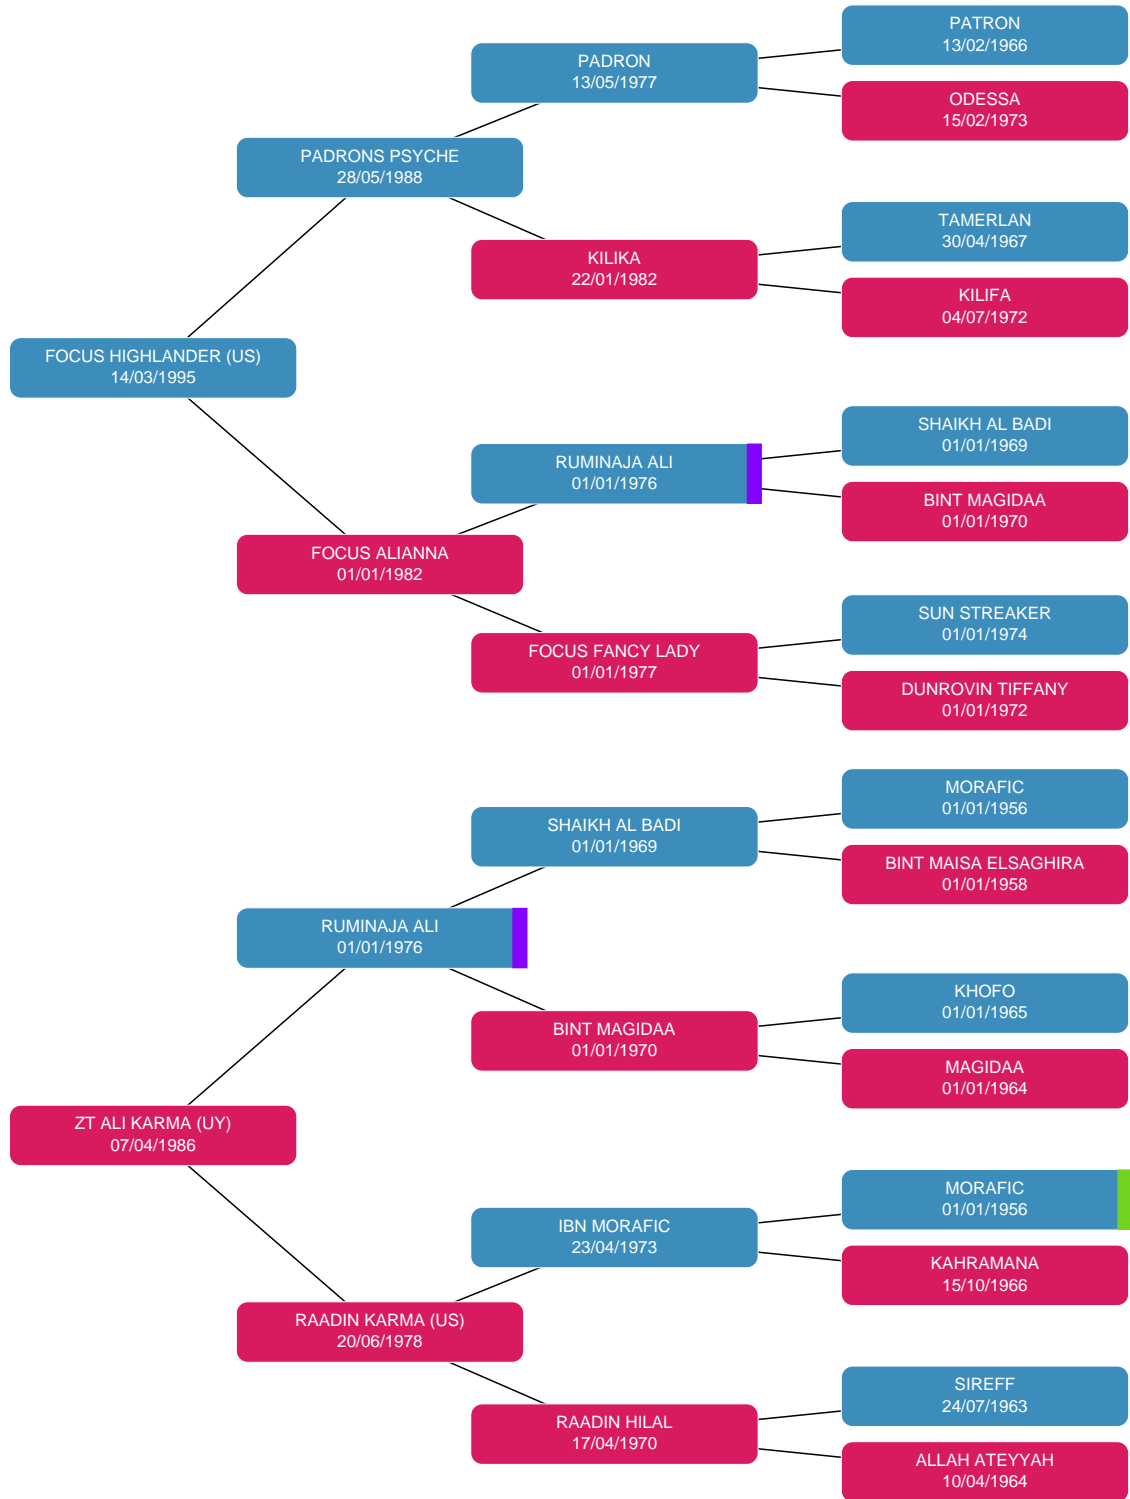 PATRON
13/02/1966
PADRON
13/05/1977
ODESSA
15/02/1973
PADRONS PSYCHE
28/05/1988
TAMERLAN
30/04/1967
KILIKA
22/01/1982
KILIFA
04/07/1972
FOCUS HIGHLANDER (US)
14/03/1995
SHAIKH AL BADI
01/01/1969
RUMINAJA ALI
01/01/1976
BINT MAGIDAA
01/01/1970
FOCUS ALIANNA
01/01/1982
SUN STREAKER
01/01/1974
FOCUS FANCY LADY
01/01/1977
DUNROVIN TIFFANY
01/01/1972
MORAFIC
01/01/1956
SHAIKH AL BADI
01/01/1969
BINT MAISA ELSAGHIRA
01/01/1958
RUMINAJA ALI
01/01/1976
KHOFO
01/01/1965
BINT MAGIDAA
01/01/1970
MAGIDAA
01/01/1964
ZT ALI KARMA (UY)
07/04/1986
MORAFIC
01/01/1956
IBN MORAFIC
23/04/1973
KAHRAMANA
15/10/1966
RAADIN KARMA (US)
20/06/1978
SIREFF
24/07/1963
RAADIN HILAL
17/04/1970
ALLAH ATEYYAH
10/04/1964